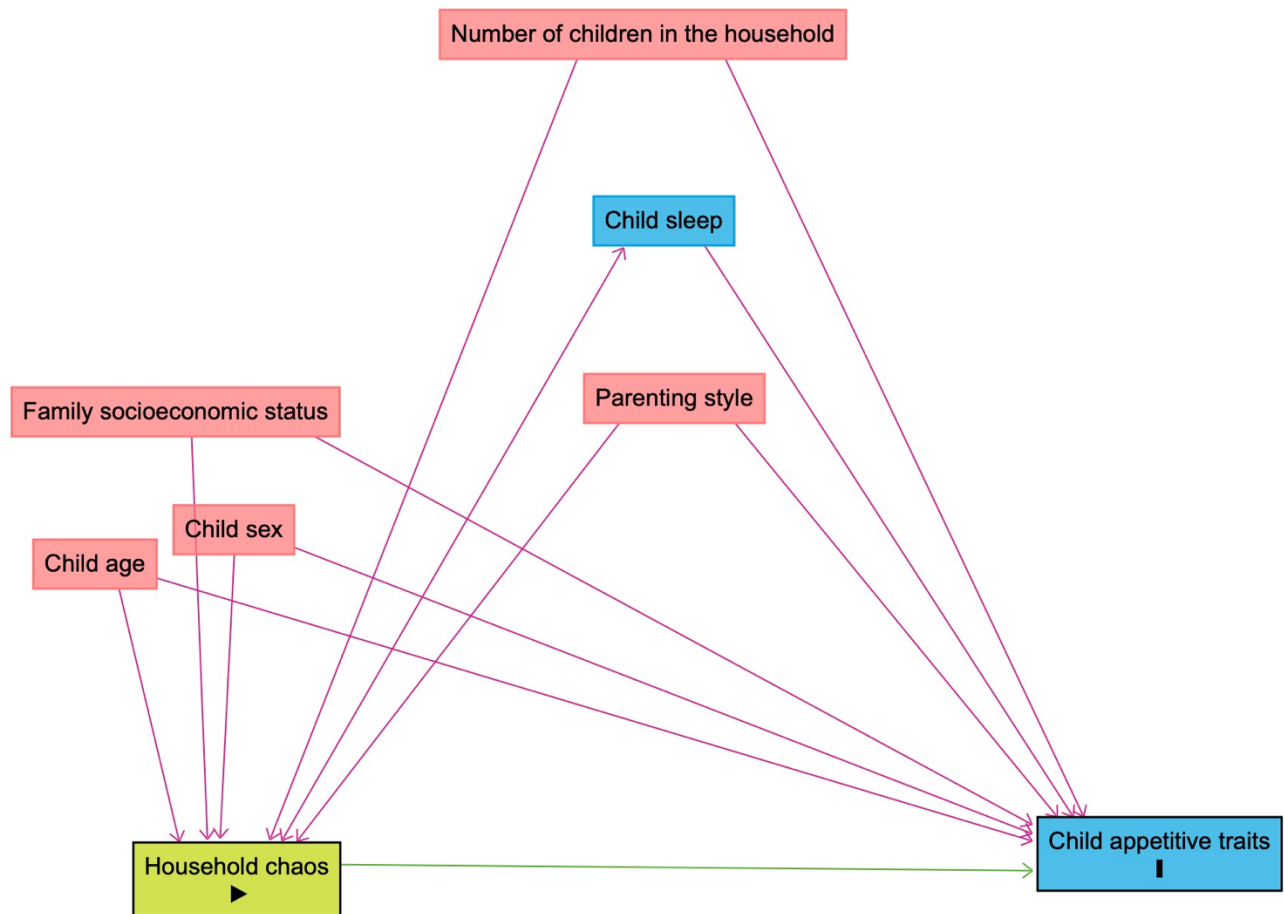 Number of children in the household
Child sleep
Parenting style
Family socioeconomic status
Child sex
Child age
Household chaos
Child appetitive traits